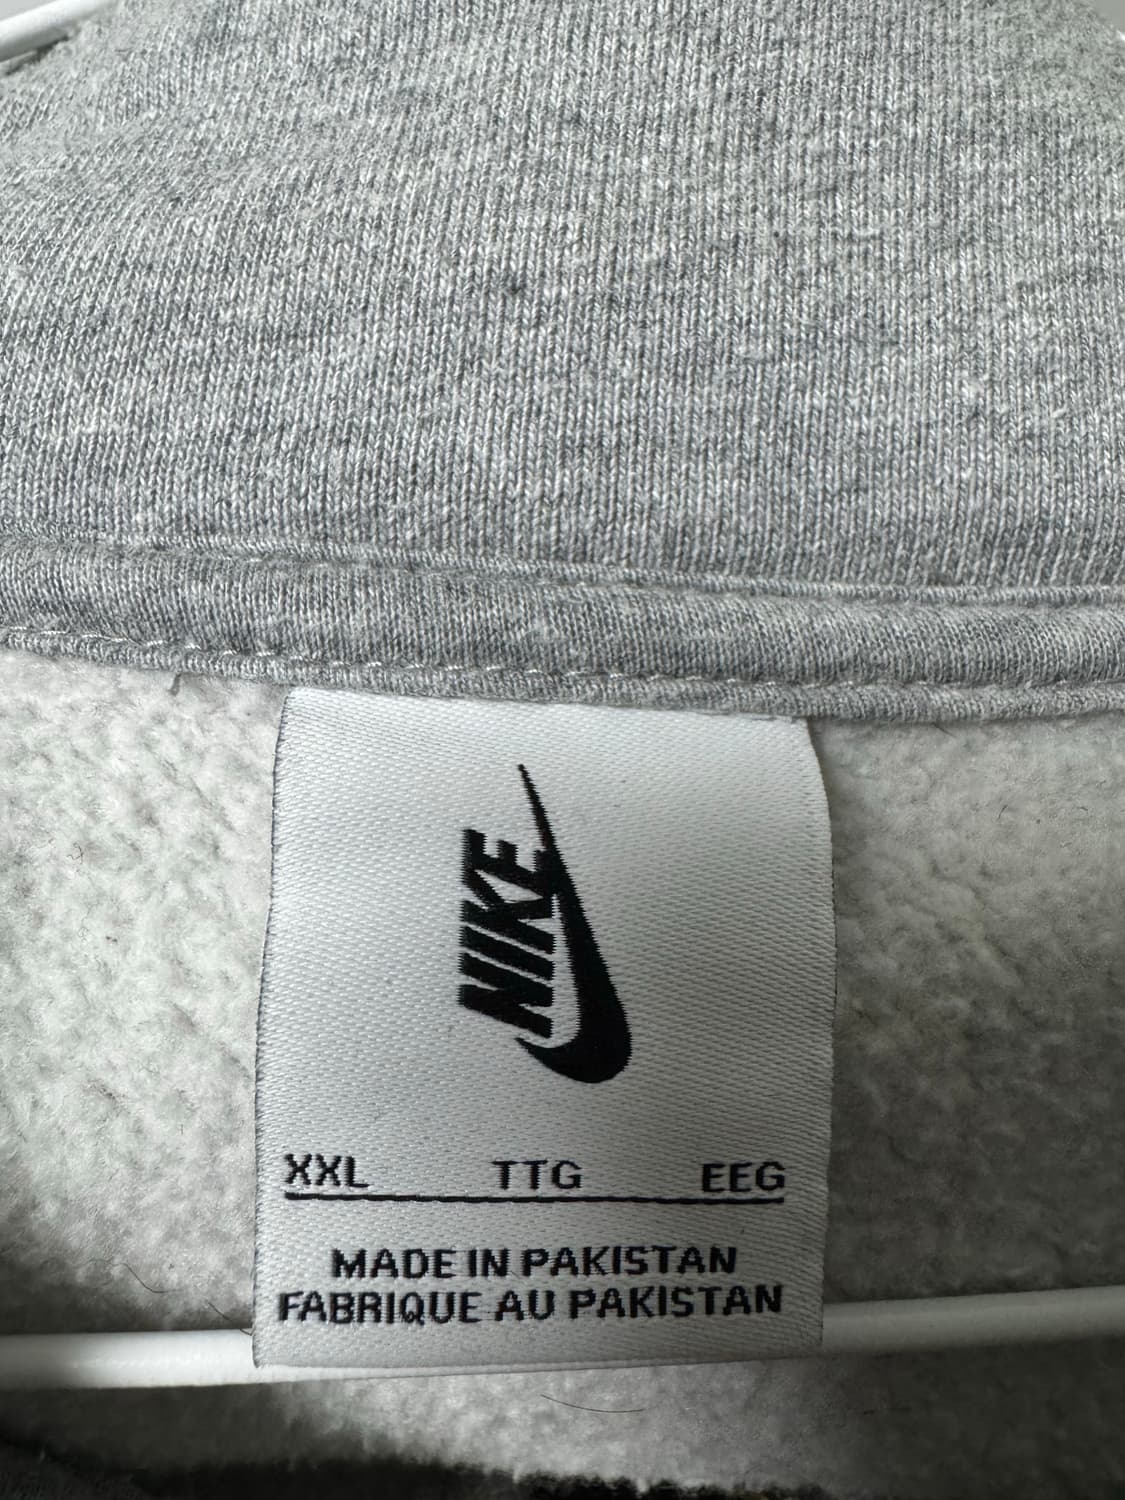 NIKE
XXL TTG EEG
MADE IN PAKISTAN
FABRIQUE AU PAKISTAN